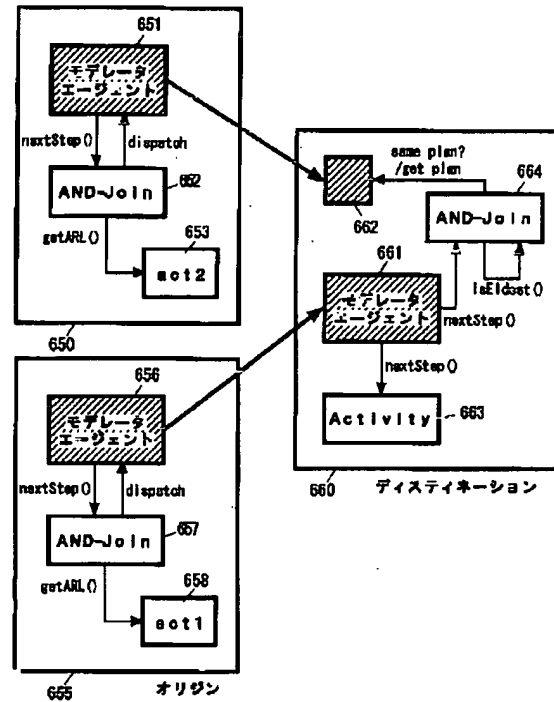 651
モデレータ
エージェント
nextStep()
dispatch
AND-Join
652
getARL()
653
act2
650
656
モデレータ
エージェント
nextStep()
dispatch
AND-Join
657
getARL()
658
act1
655
オリジン
same plan?
/get plan
664
AND-Join
662
isEldest()
661
モデレータ
エージェント
nextStep()
nextStep()
Activity
663
660
ディスティネーション